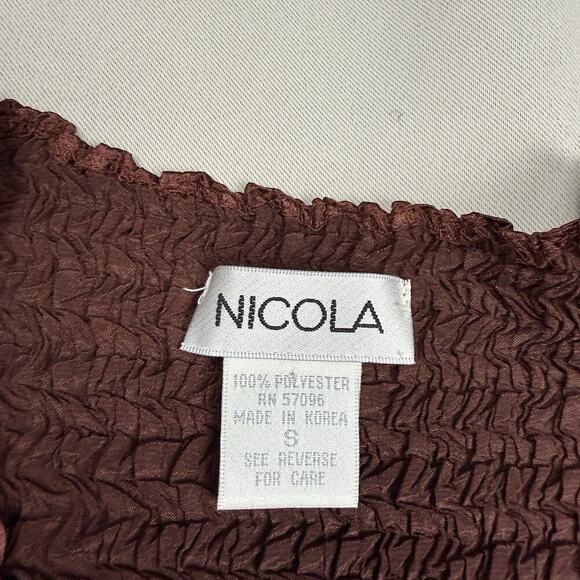 NICOLA
100% POLYESTER
RN 57096
MADE IN KOREA
S
SEE REVERSE
FOR CARE